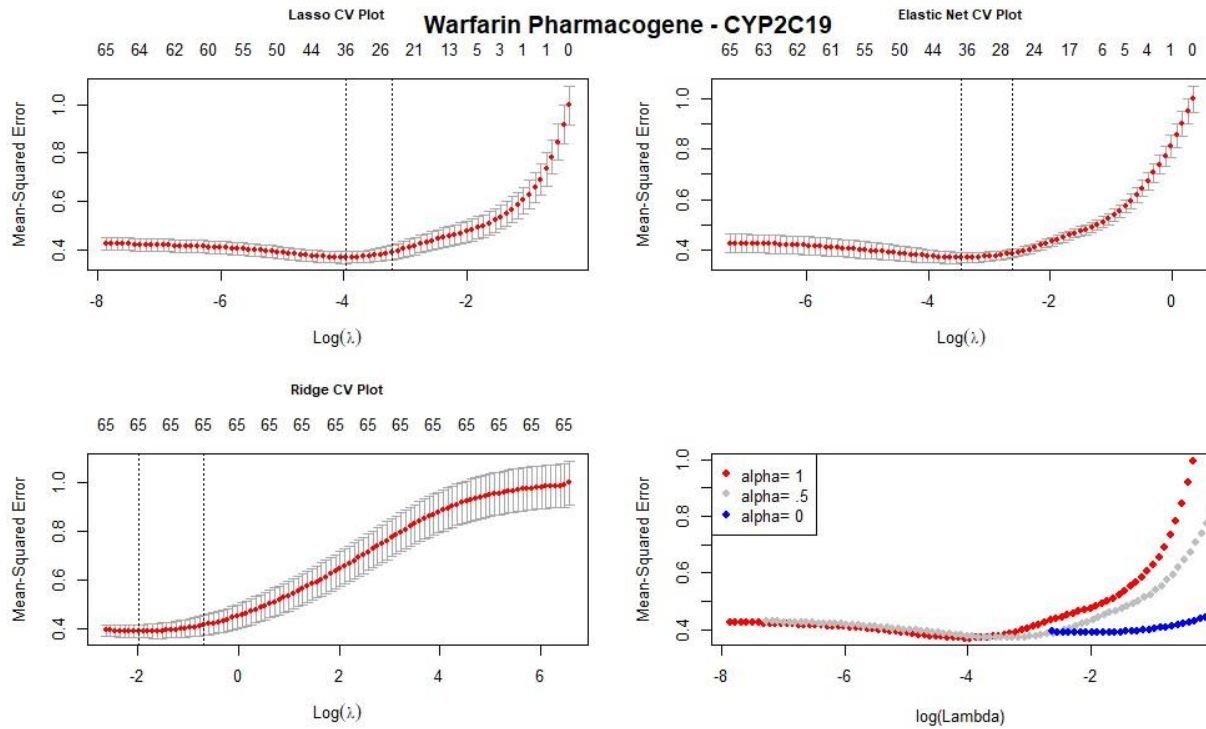 Warfarin Pharmacogene - CYP2C19
Lasso CV Plot
65 64 62 60 55 50 44 36 26 21 13 5 3 1 1 0
Mean-Squared Error
1.0
0.8
0.6
0.4
-8 -6 -4 -2
Log(λ)
Elastic Net CV Plot
65 63 62 61 55 50 44 36 28 24 17 6 5 4 1 0
Mean-Squared Error
1.0
0.8
0.6
0.4
-6 -4 -2 0
Log(λ)
Ridge CV Plot
65 65 65 65 65 65 65 65 65 65 65 65 65 65 65
Mean-Squared Error
1.0
0.8
0.6
0.4
-2 0 2 4 6
Log(λ)
alpha= 1
alpha= .5
alpha= 0
Mean-Squared Error
1.0
0.8
0.6
0.4
-8 -6 -4 -2
log(Lambda)